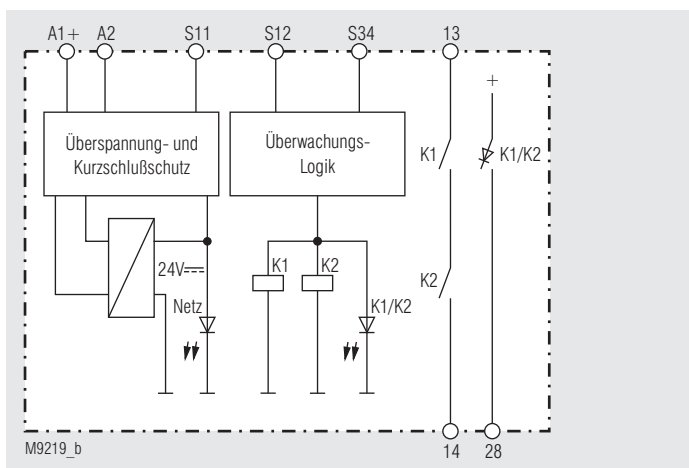 A1+ A2 S11 S12 S34 13
+
Überspannung- und
Kurzschlußschutz
Überwachungs-
Logik
K1
K1/K2
24V
K1
K2
K2
Netz
K1/K2
M9219_b
14
28